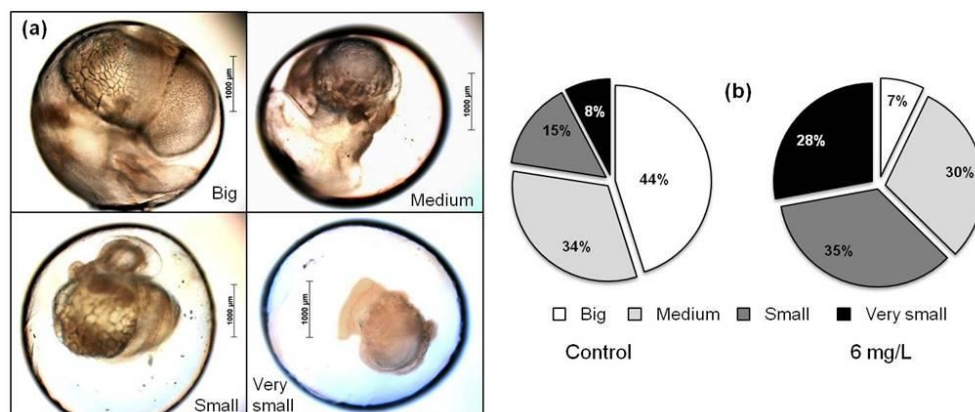 (a)
1000 µm
Big
1000 µm
Medium
1000 µm
Small
1000 µm
Very
small
(b)
8%
15%
44%
34%
7%
28%
30%
35%
Big Medium Small Very small
Control 6 mg/L